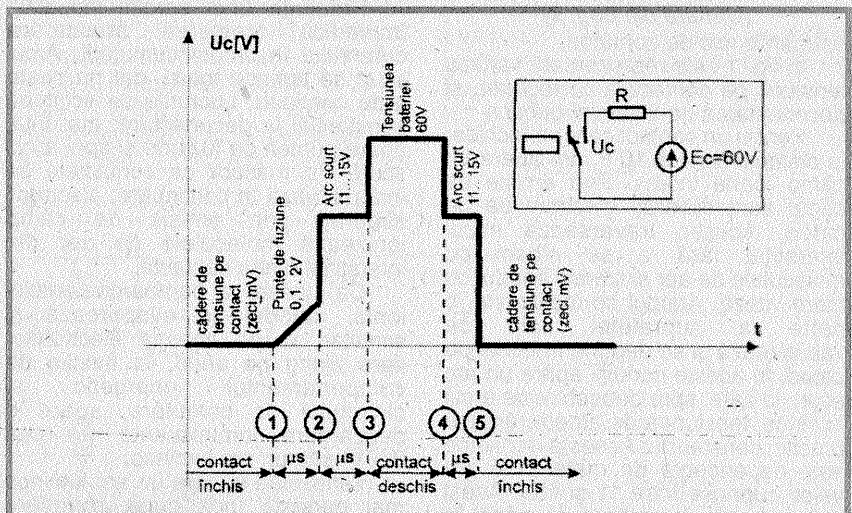 Uc[V]
Tensiunea
bateriei
60V
R
Uc
Ec=60V
Arc scurt
11...15V
Arc scurt
11...15V
cădere de
tensiune pe
contact
(zeci mV)
Punte de fuziune
0,1...2V
cădere de
tensiune pe
contact
(zeci mV)
t
1 2 3 4 5
contact
închis
µs
µs
contact
deschis
µs
contact
închis